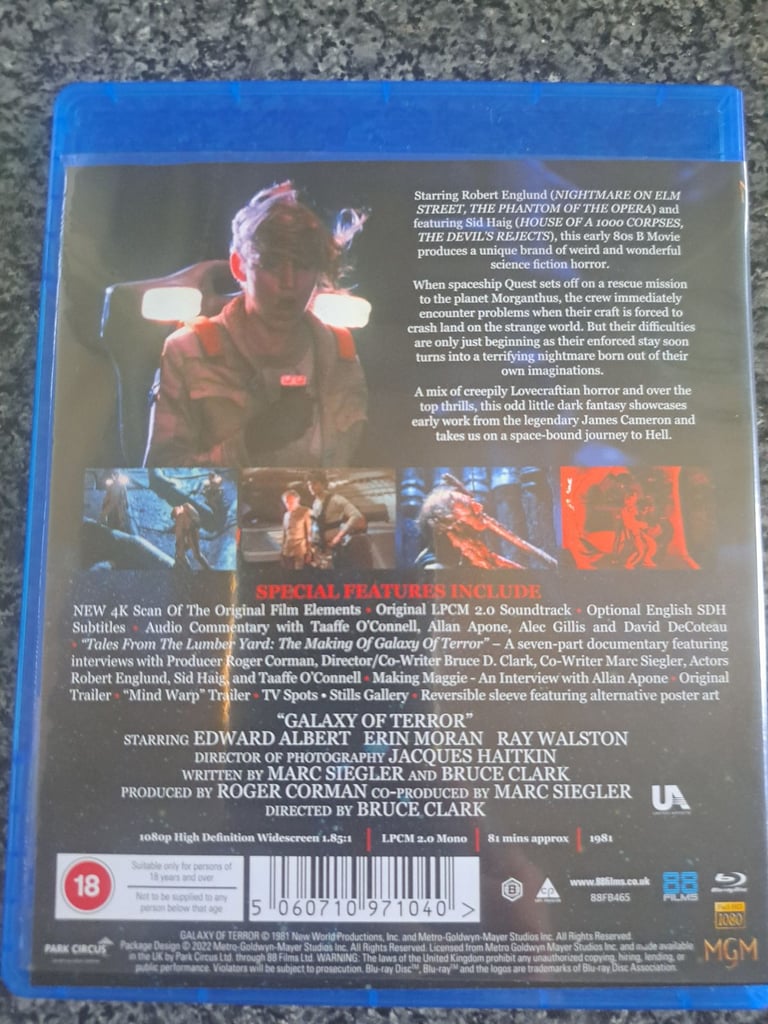 Starring Robert Englund (NIGHTMARE ON ELM
STREET, THE PHANTOM OF THE OPERA) and
featuring Sid Haig (HOUSE OF A 1000 CORPSES,
THE DEVIL'S REJECTS), this early 80s B Movie
produces a unique brand of weird and wonderful
science fiction horror.
When spaceship Quest sets off on a rescue mission
to the planet Morganthus, the crew immediately
encounter problems when their craft is forced to
crash land on the strange world. But their difficulties
are only just beginning as their enforced stay soon
turns into a terrifying nightmare born out of their
own imaginations.
A mix of creepily Lovecraftian horror and over the
top thrills, this odd little dark fantasy showcases
early work from the legendary James Cameron and
takes us on a space-bound journey to Hell.
SPECIAL FEATURES INCLUDE
NEW 4K Scan Of The Original Film Elements • Original LPCM 2.0 Soundtrack • Optional English SDH
Subtitles • Audio Commentary with Taaffe O'Connell, Allan Apone, Alec Gillis and David DeCoteau
• "Tales From The Lumber Yard: The Making Of Galaxy Of Terror" – A seven-part documentary featuring
interviews with Producer Roger Corman, Director/Co-Writer Bruce D. Clark, Co-Writer Marc Siegler, Actors
Robert Englund, Sid Haig, and Taaffe O'Connell • Making Maggie - An Interview with Allan Apone • Original
Trailer • "Mind Warp" Trailer • TV Spots • Stills Gallery • Reversible sleeve featuring alternative poster art
"GALAXY OF TERROR"
STARRING EDWARD ALBERT ERIN MORAN RAY WALSTON
DIRECTOR OF PHOTOGRAPHY JACQUES HAITKIN
WRITTEN BY MARC SIEGLER AND BRUCE CLARK
PRODUCED BY ROGER CORMAN CO-PRODUCED BY MARC SIEGLER
DIRECTED BY BRUCE CLARK
UA
UNITED ARTISTS
1080p High Definition Widescreen 1.85:1 | LPCM 2.0 Mono | 81 mins approx | 1981
18
Suitable only for persons of
18 years and over
Not to be supplied to any
person below that age
5 060710 971040 >
B
www.88films.co.uk
88FB465
88
FILMS
Blu-ray Disc
Full HD
1080
PARK CIRCUS
MGM
GALAXY OF TERROR © 1981 New World Productions, Inc. and Metro-Goldwyn-Mayer Studios Inc. All Rights Reserved.
Package Design © 2022 Metro-Goldwyn-Mayer Studios Inc. All Rights Reserved. Licensed from Metro Goldwyn Mayer Studios Inc. and made available
in the UK by Park Circus Ltd. through 88 Films Ltd. WARNING: The laws of the United Kingdom prohibit any unauthorized copying, hiring, lending, or
public performance. Violators will be subject to prosecution. Blu-ray Disc™, Blu-ray™ and the logos are trademarks of Blu-ray Disc Association.